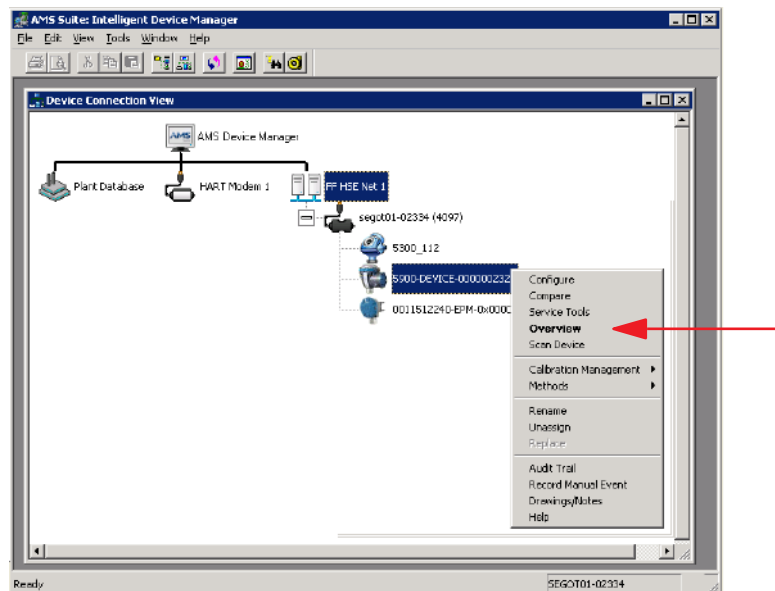 AMS Suite: Intelligent Device Manager
File Edit View Tools Window Help
Device Connection View
AMS AMS Device Manager
Plant Database HART Modem 1 FF HSE Net 1
segot01-02334 (4097)
5300_112
5900-DEVICE-000000232
0011512240-EPM-0x000
Configure
Compare
Service Tools
Overview
Scan Device
Calibration Management
Methods
Rename
Unassign
Replace
Audit Trail
Record Manual Event
Drawings/Notes
Help
Ready SEGOT01-02334